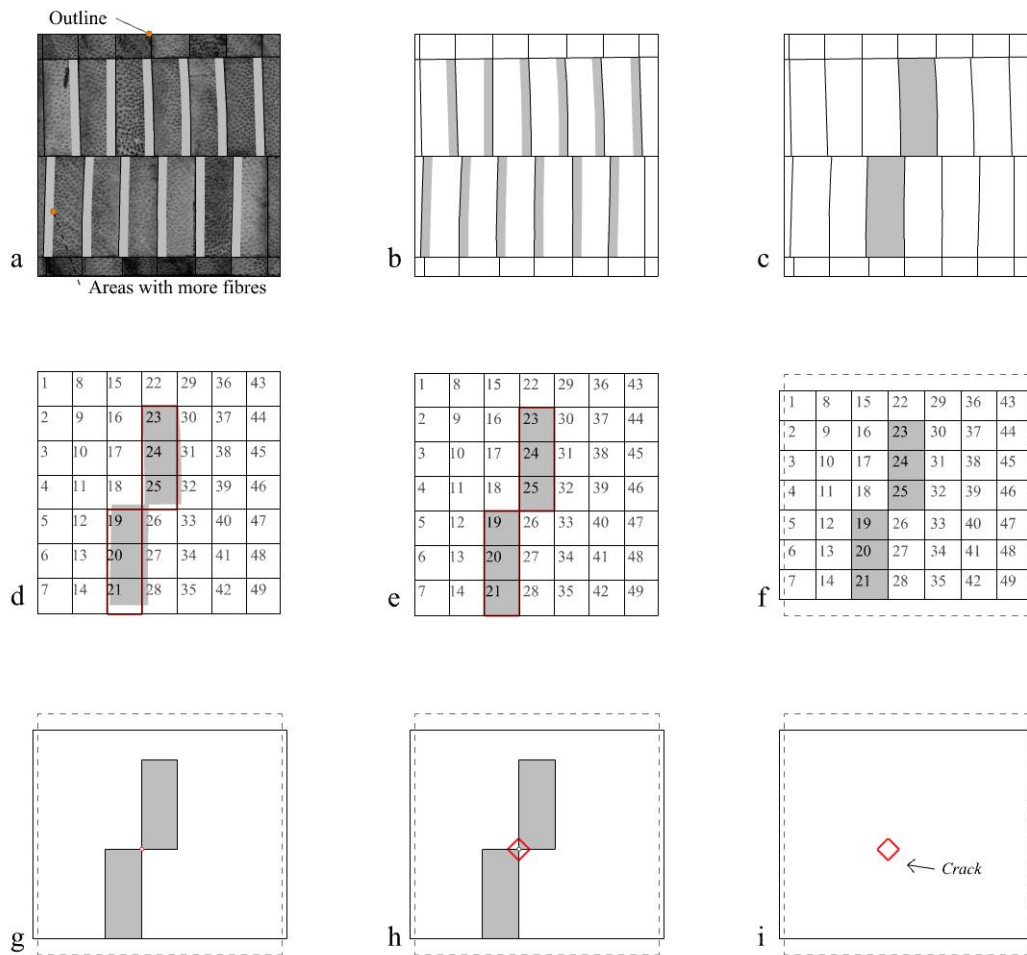 Outline
a
Areas with more fibres
b
c
1 8 15 22 29 36 43
2 9 16 23 30 37 44
3 10 17 24 31 38 45
4 11 18 25 32 39 46
5 12 19 26 33 40 47
6 13 20 27 34 41 48
7 14 21 28 35 42 49
d
1 8 15 22 29 36 43
2 9 16 23 30 37 44
3 10 17 24 31 38 45
4 11 18 25 32 39 46
5 12 19 26 33 40 47
6 13 20 27 34 41 48
7 14 21 28 35 42 49
e
1 8 15 22 29 36 43
2 9 16 23 30 37 44
3 10 17 24 31 38 45
4 11 18 25 32 39 46
5 12 19 26 33 40 47
6 13 20 27 34 41 48
7 14 21 28 35 42 49
f
g
h
Crack
i